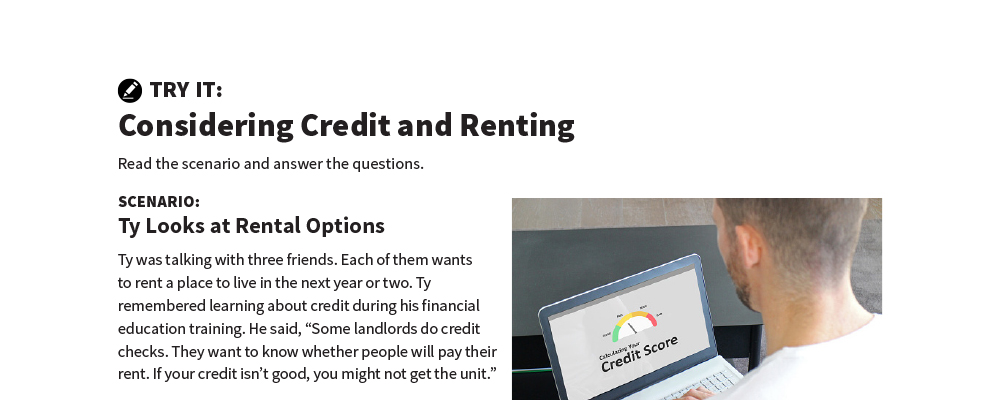 TRY IT:
Considering Credit and Renting
Read the scenario and answer the questions.
SCENARIO:
Ty Looks at Rental Options
Ty was talking with three friends. Each of them wants
to rent a place to live in the next year or two. Ty
remembered learning about credit during his financial
education training. He said, “Some landlords do credit
checks. They want to know whether people will pay their
rent. If your credit isn’t good, you might not get the unit.”
Calculating Your
Credit Score